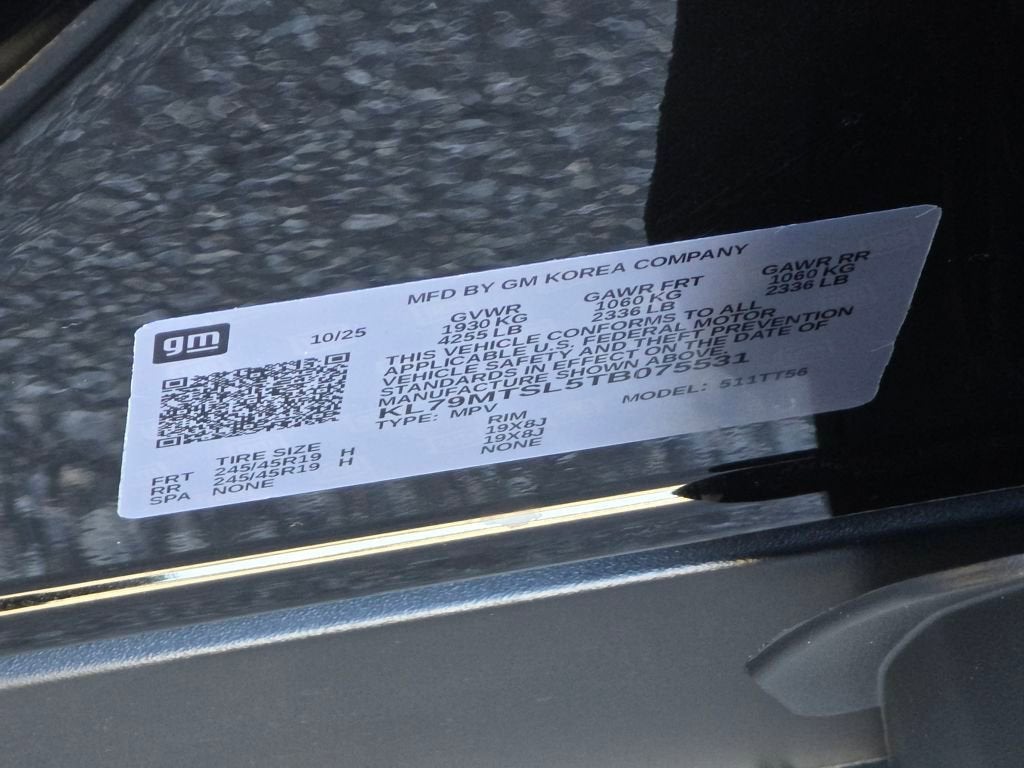 MFD BY GM KOREA COMPANY
gm
10/25
GVWR GAWR FRT GAWR RR
1930 KG 1060 KG 1060 KG
4255 LB 2336 LB 2336 LB
THIS VEHICLE CONFORMS TO ALL
APPLICABLE U.S. FEDERAL MOTOR
VEHICLE SAFETY AND THEFT PREVENTION
STANDARDS IN EFFECT ON THE DATE OF
MANUFACTURE SHOWN ABOVE.
KL79MTSL5TB075531
TYPE: MPV MODEL: 511TT56
TIRE SIZE RIM
FRT 245/45R19 H 19X8J
RR 245/45R19 H 19X8J
SPA NONE NONE